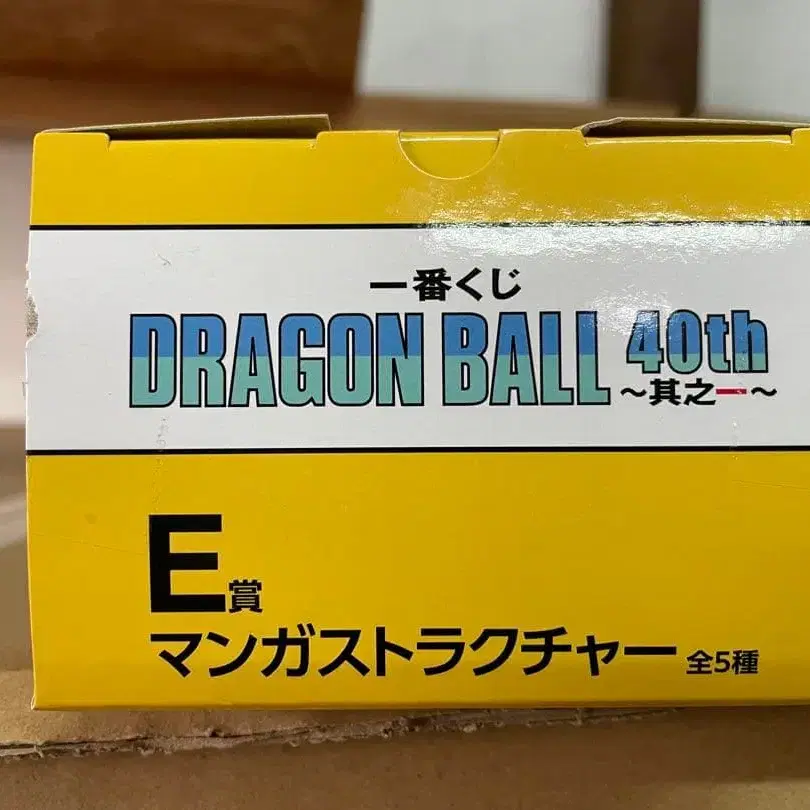 一番くじ
DRAGON BALL 40th
～其之一～
E賞
マンガストラクチャー 全5種